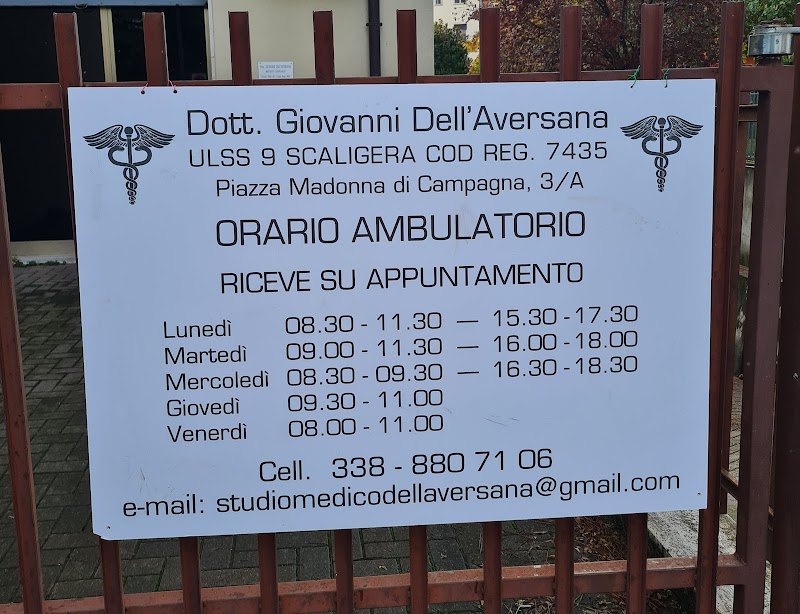 Dott. Giovanni Dell'Aversana
ULSS 9 SCALIGERA COD REG. 7435
Piazza Madonna di Campagna, 3/A
ORARIO AMBULATORIO
RICEVE SU APPUNTAMENTO
Lunedì 08.30 - 11.30 — 15.30 - 17.30
Martedì 09.00 - 11.30 — 16.00 - 18.00
Mercoledì 08.30 - 09.30 — 16.30 - 18.30
Giovedì 09.30 - 11.00
Venerdì 08.00 - 11.00
Cell. 338 - 880 71 06
e-mail: studiomedicodellaversana@gmail.com